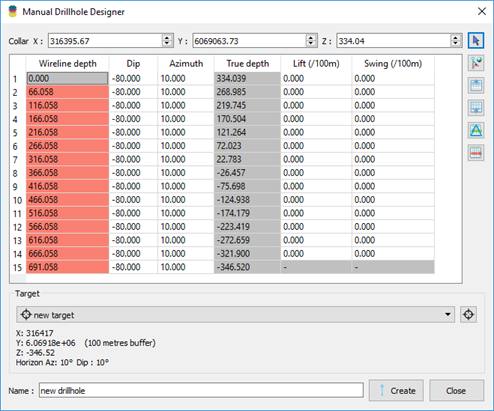 Manual Drillhole Designer
Collar X : 316395.67 Y : 6069063.73 Z : 334.04
Wireline depth Dip Azimuth True depth Lift (/100m) Swing (/100m)
1 0.000 -80.000 10.000 334.039 0.000 0.000
2 66.058 -80.000 10.000 268.985 0.000 0.000
3 116.058 -80.000 10.000 219.745 0.000 0.000
4 166.058 -80.000 10.000 170.504 0.000 0.000
5 216.058 -80.000 10.000 121.264 0.000 0.000
6 266.058 -80.000 10.000 72.023 0.000 0.000
7 316.058 -80.000 10.000 22.783 0.000 0.000
8 366.058 -80.000 10.000 -26.457 0.000 0.000
9 416.058 -80.000 10.000 -75.698 0.000 0.000
10 466.058 -80.000 10.000 -124.938 0.000 0.000
11 516.058 -80.000 10.000 -174.179 0.000 0.000
12 566.058 -80.000 10.000 -223.419 0.000 0.000
13 616.058 -80.000 10.000 -272.659 0.000 0.000
14 666.058 -80.000 10.000 -321.900 0.000 0.000
15 691.058 -80.000 10.000 -346.520 - -
Target
new target
X: 316417
Y: 6.06918e+06 (100 metres buffer)
Z: -346.52
Horizon Az: 10° Dip : 10°
Name : new drillhole Create Close